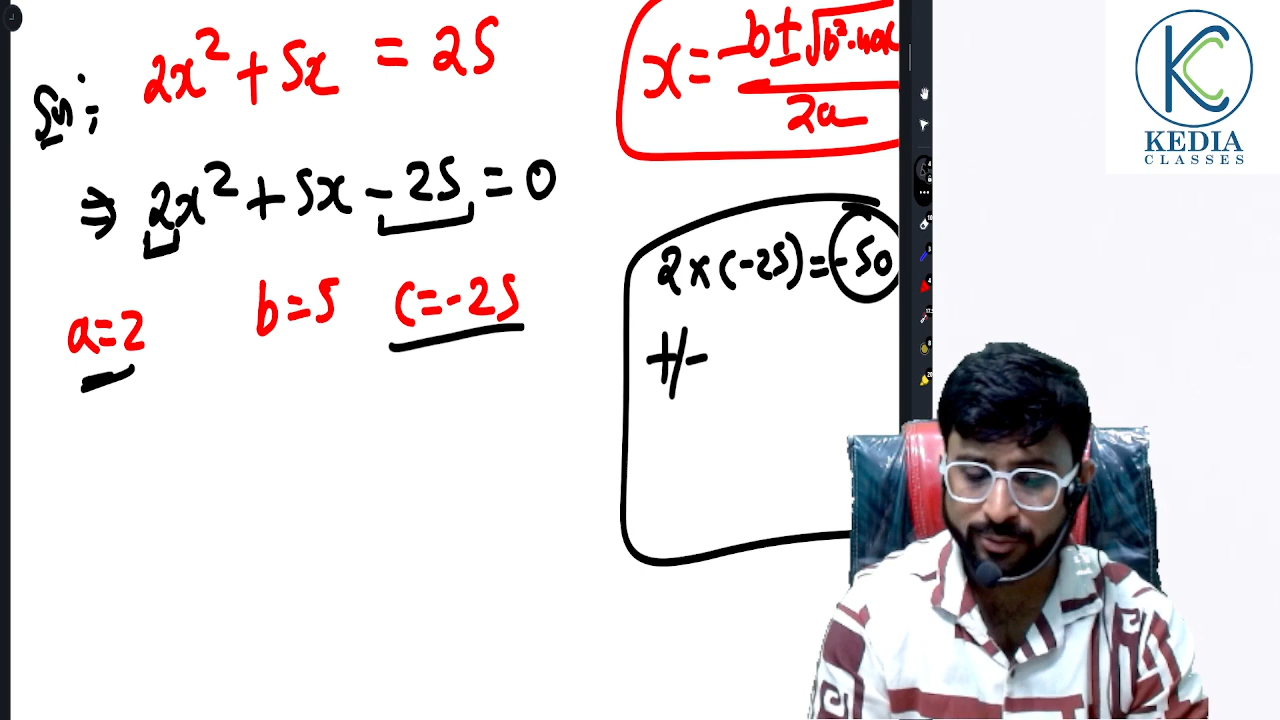 2x² + 5x = 25
Sol:
⇒ 2x² + 5x - 25 = 0
a=2 b=5 c=-25
x = -b ± √b²-4ac
2a
2 x (-25) = -50
+/-
KC
KEDIA
CLASSES